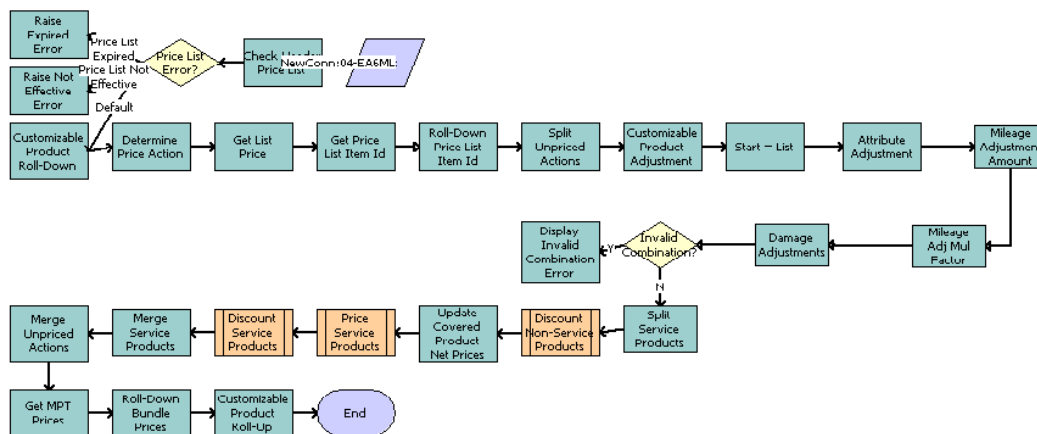 Raise
Expired
Error
Price List
Expired
Price List Not
Effective
Price List
Error?
Check Header
Price List
NewConn:04-EA6ML:
Raise Not
Effective
Error
Default
Customizable
Product
Roll-Down
Determine
Price Action
Get List
Price
Get Price
List Item Id
Roll-Down
Price List
Item Id
Split
Unpriced
Actions
Customizable
Product
Adjustment
Start - List
Attribute
Adjustment
Mileage
Adjustment
Amount
Display
Invalid
Combination
Error
Y
Invalid
Combination?
N
Damage
Adjustments
Mileage
Adj Mul
Factor
Merge
Unpriced
Actions
Merge
Service
Products
Discount
Service
Products
Price
Service
Products
Update
Covered
Product
Net Prices
Discount
Non-Service
Products
Split
Service
Products
Get MPT
Prices
Roll-Down
Bundle
Prices
Customizable
Product
Roll-Up
End